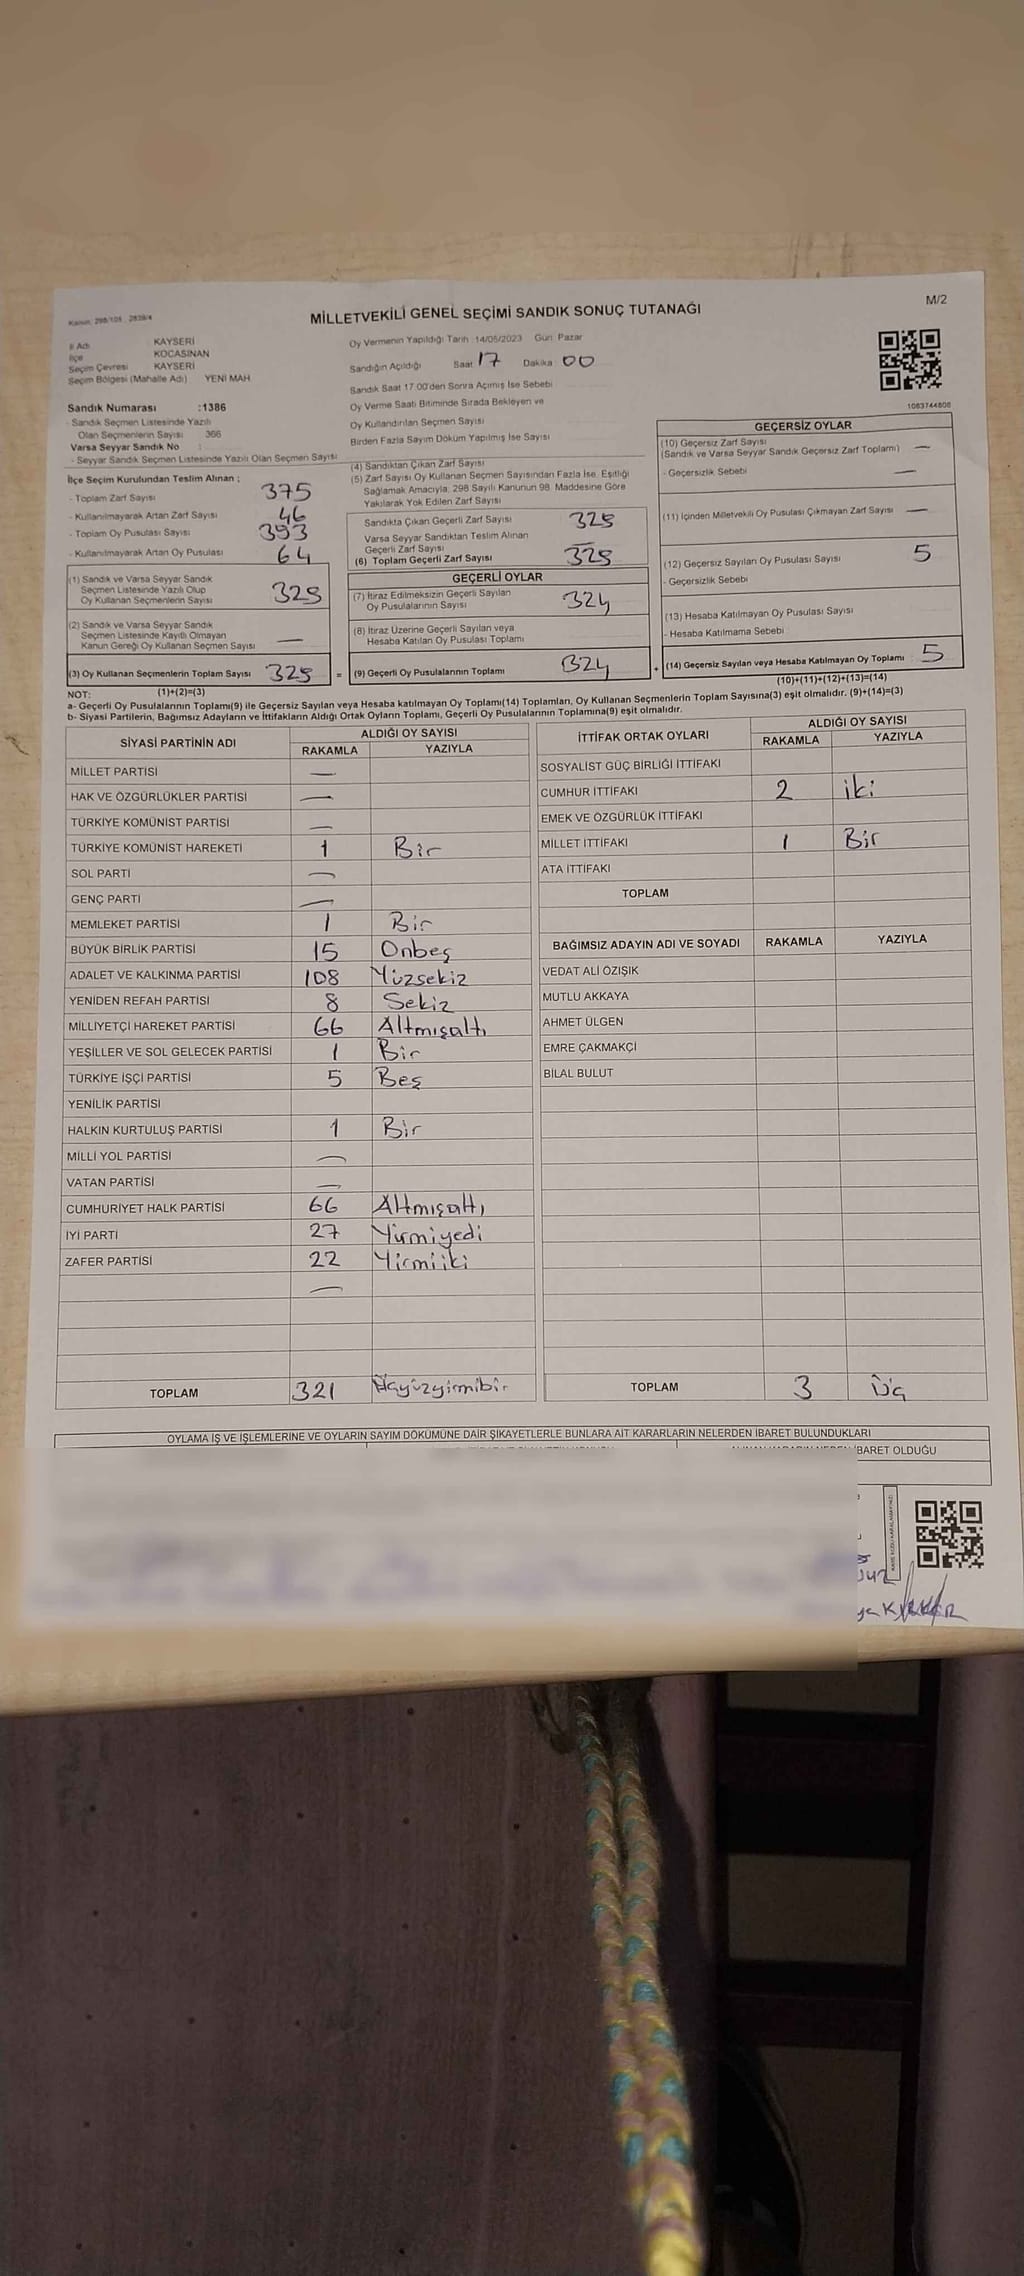 Kanun: 298/105 , 2839/4
MİLLETVEKİLİ GENEL SEÇİMİ SANDIK SONUÇ TUTANAĞI
M/2
İl Adı KAYSERİ
İlçe KOCASİNAN
Seçim Çevresi KAYSERİ
Seçim Bölgesi (Mahalle Adı) YENİ MAH
Sandık Numarası :1386
- Sandık Seçmen Listesinde Yazılı
Olan Seçmenlerin Sayısı 366
Varsa Seyyar Sandık No :
- Seyyar Sandık Seçmen Listesinde Yazılı Olan Seçmen Sayısı
Oy Vermenin Yapıldığı Tarih :14/05/2023 Gün: Pazar
Sandığın Açıldığı Saat 17 Dakika 00
Sandık Saat 17:00'den Sonra Açımış İse Sebebi
Oy Verme Saati Bitiminde Sırada Bekleyen ve
Oy Kullandırılan Seçmen Sayısı
Birden Fazla Sayım Döküm Yapılmış İse Sayısı
1083744808
İlçe Seçim Kurulundan Teslim Alınan ;
- Toplam Zarf Sayısı 375
- Kullanılmayarak Artan Zarf Sayısı 46
- Toplam Oy Pusulası Sayısı 393
- Kullanılmayarak Artan Oy Pusulası 64
(1) Sandık ve Varsa Seyyar Sandık
Seçmen Listesinde Yazılı Olup
Oy Kullanan Seçmenlerin Sayısı 329
(2) Sandık ve Varsa Seyyar Sandık
Seçmen Listesinde Kayıtlı Olmayan
Kanun Gereği Oy Kullanan Seçmen Sayısı —
(3) Oy Kullanan Seçmenlerin Toplam Sayısı 329 =
(4) Sandıktan Çıkan Zarf Sayısı
(5) Zarf Sayısı Oy Kullanan Seçmen Sayısından Fazla İse, Eşitliği
Sağlamak Amacıyla, 298 Sayılı Kanunun 98. Maddesine Göre
Yakılarak Yok Edilen Zarf Sayısı
Sandıkta Çıkan Geçerli Zarf Sayısı 329
Varsa Seyyar Sandıktan Teslim Alınan
Geçerli Zarf Sayısı —
(6) Toplam Geçerli Zarf Sayısı 329
GEÇERLİ OYLAR
(7) İtiraz Edilmeksizin Geçerli Sayılan
Oy Pusulalarının Sayısı 324
(8) İtiraz Üzerine Geçerli Sayılan veya
Hesaba Katılan Oy Pusulası Toplamı
(9) Geçerli Oy Pusulalarının Toplamı 324 +
GEÇERSİZ OYLAR
(10) Geçersiz Zarf Sayısı
(Sandık ve Varsa Seyyar Sandık Geçersiz Zarf Toplamı) —
- Geçersizlik Sebebi —
(11) İçinden Milletvekili Oy Pusulası Çıkmayan Zarf Sayısı —
(12) Geçersiz Sayılan Oy Pusulası Sayısı 5
- Geçersizlik Sebebi
(13) Hesaba Katılmayan Oy Pusulası Sayısı
- Hesaba Katılmama Sebebi
(14) Geçersiz Sayılan veya Hesaba Katılmayan Oy Toplamı 5
(10)+(11)+(12)+(13)=(14)
NOT: (1)+(2)=(3)
a- Geçerli Oy Pusulalarının Toplamı(9) ile Geçersiz Sayılan veya Hesaba katılmayan Oy Toplamı(14) Toplamları, Oy Kullanan Seçmenlerin Toplam Sayısına(3) eşit olmalıdır. (9)+(14)=(3)
b- Siyasi Partilerin, Bağımsız Adayların ve İttifakların Aldığı Ortak Oyların Toplamı, Geçerli Oy Pusulalarının Toplamına(9) eşit olmalıdır.
SİYASİ PARTİNİN ADI ALDIĞI OY SAYISI
RAKAMLA YAZIYLA
MİLLET PARTİSİ —
HAK VE ÖZGÜRLÜKLER PARTİSİ —
TÜRKİYE KOMÜNİST PARTİSİ —
TÜRKİYE KOMÜNİST HAREKETİ 1 Bir
SOL PARTİ —
GENÇ PARTİ —
MEMLEKET PARTİSİ 1 Bir
BÜYÜK BİRLİK PARTİSİ 15 Onbeş
ADALET VE KALKINMA PARTİSİ 108 Yüzsekiz
YENİDEN REFAH PARTİSİ 8 Sekiz
MİLLİYETÇİ HAREKET PARTİSİ 66 Altmışaltı
YEŞİLLER VE SOL GELECEK PARTİSİ 1 Bir
TÜRKİYE İŞÇİ PARTİSİ 5 Beş
YENİLİK PARTİSİ
HALKIN KURTULUŞ PARTİSİ 1 Bir
MİLLİ YOL PARTİSİ —
VATAN PARTİSİ —
CUMHURİYET HALK PARTİSİ 66 Altmışaltı
İYİ PARTİ 27 Yirmiyedi
ZAFER PARTİSİ 22 Yirmiiki
—
TOPLAM 321 Üçyüzyirmibir
İTTİFAK ORTAK OYLARI ALDIĞI OY SAYISI
RAKAMLA YAZIYLA
SOSYALİST GÜÇ BİRLİĞİ İTTİFAKI
CUMHUR İTTİFAKI 2 iki
EMEK VE ÖZGÜRLÜK İTTİFAKI
MİLLET İTTİFAKI 1 Bir
ATA İTTİFAKI
TOPLAM
BAĞIMSIZ ADAYIN ADI VE SOYADI RAKAMLA YAZIYLA
VEDAT ALİ ÖZIŞIK
MUTLU AKKAYA
AHMET ÜLGEN
EMRE ÇAKMAKÇİ
BİLAL BULUT
TOPLAM 3 Üç
OYLAMA İŞ VE İŞLEMLERİNE VE OYLARIN SAYIM DÖKÜMÜNE DAİR ŞİKAYETLERLE BUNLARA AİT KARARLARIN NELERDEN İBARET BULUNDUKLARI
İBARET OLDUĞU